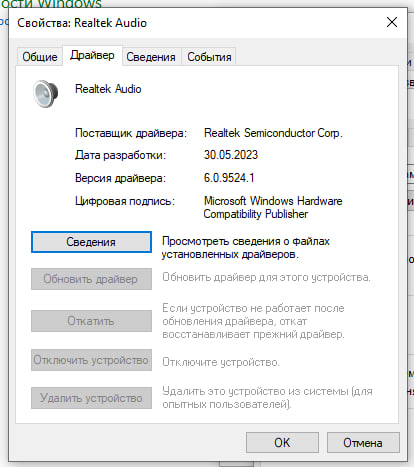 ости Windows
Свойства: Realtek Audio
Общие Драйвер Сведения События
Realtek Audio
Поставщик драйвера: Realtek Semiconductor Corp.
Дата разработки: 30.05.2023
Версия драйвера: 6.0.9524.1
Цифровая подпись: Microsoft Windows Hardware
Compatibility Publisher
Сведения
Просмотреть сведения о файлах
установленных драйверов.
Обновить драйвер
Обновить драйвер для этого устройства.
Откатить
Если устройство не работает после
обновления драйвера, откат
восстанавливает прежний драйвер.
Отключить устройство
Отключите устройство.
Удалить устройство
Удалить это устройство из системы (для
опытных пользователей).
OK
Отмена